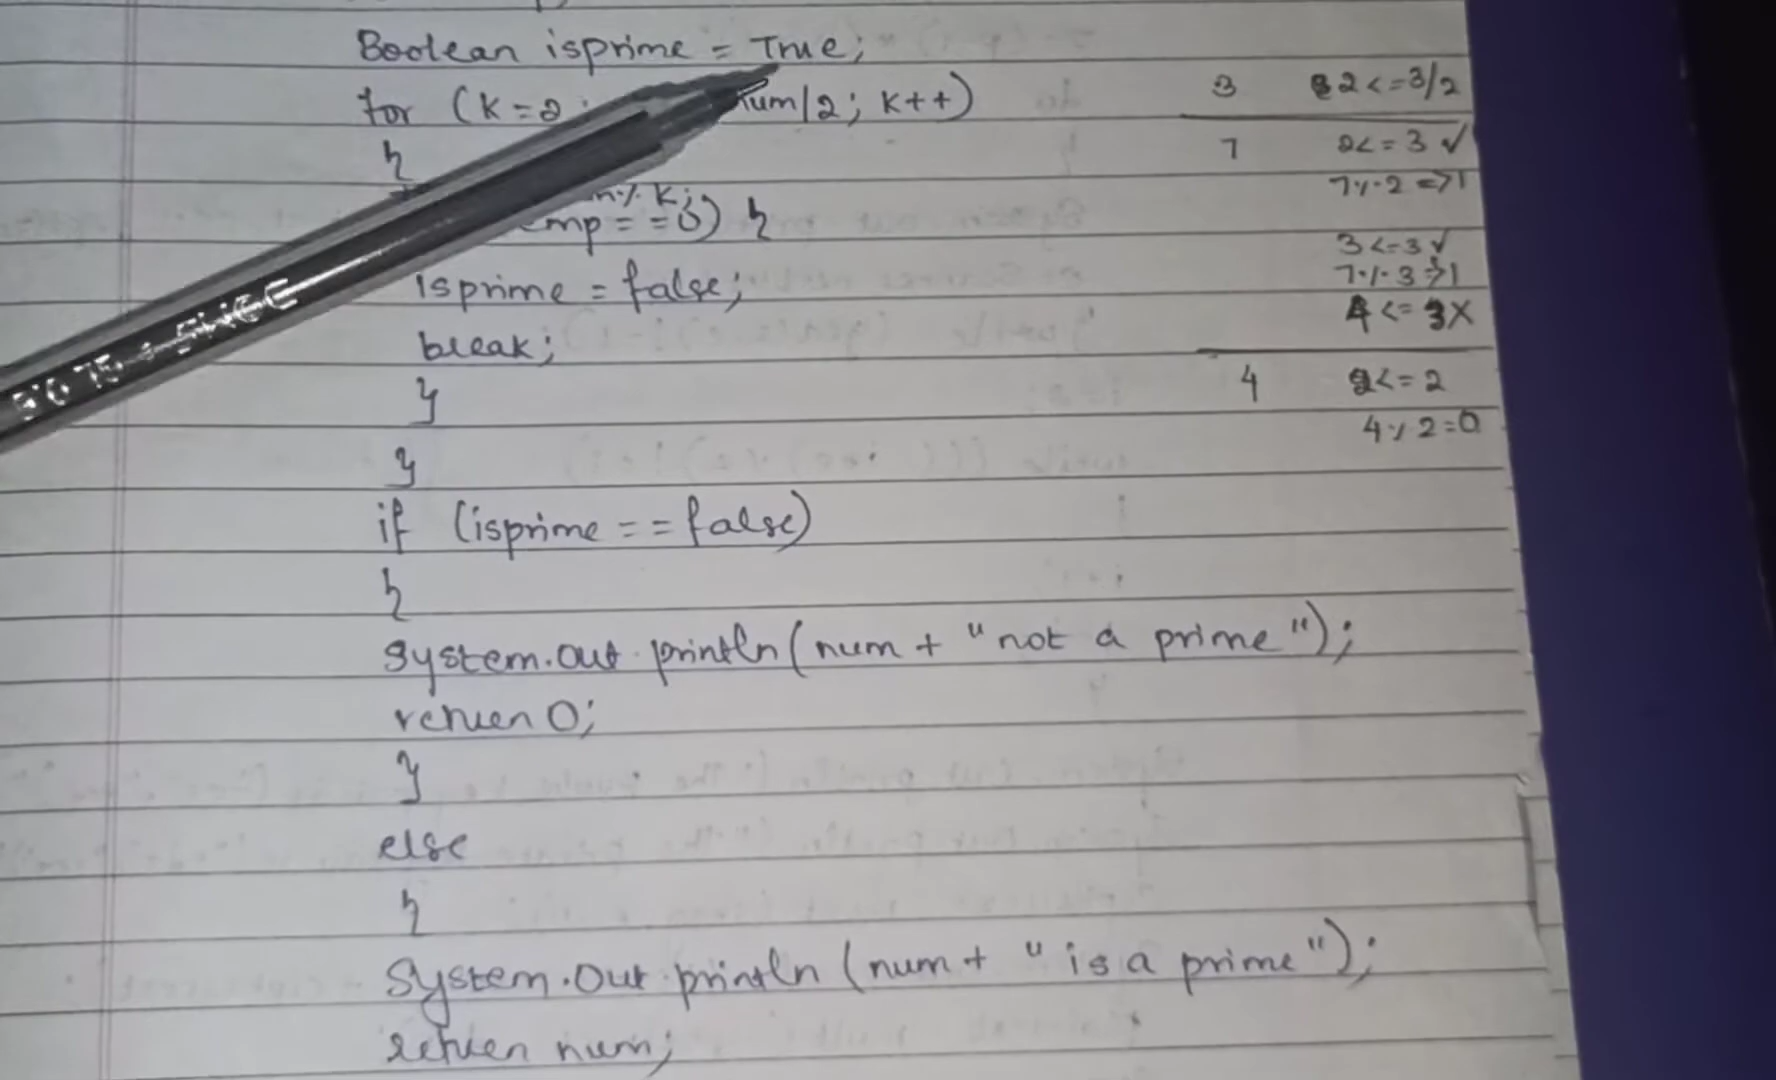 Boolean isprime = True;
for (K=2 ; num/2; K++)
{
n% K;
emp= =0) {
isprime = false;
break;
}
}
if (isprime == false)
{
System.out.println(num + "not a prime");
return 0;
}
else
{
System.out.println(num + "is a prime");
return num;
3 2<=3/2
7 2<=3 ✓
7%2 =>1
3<=3 ✓
7%3 =>1
4<=3 X
4 2<=2
4%2=0